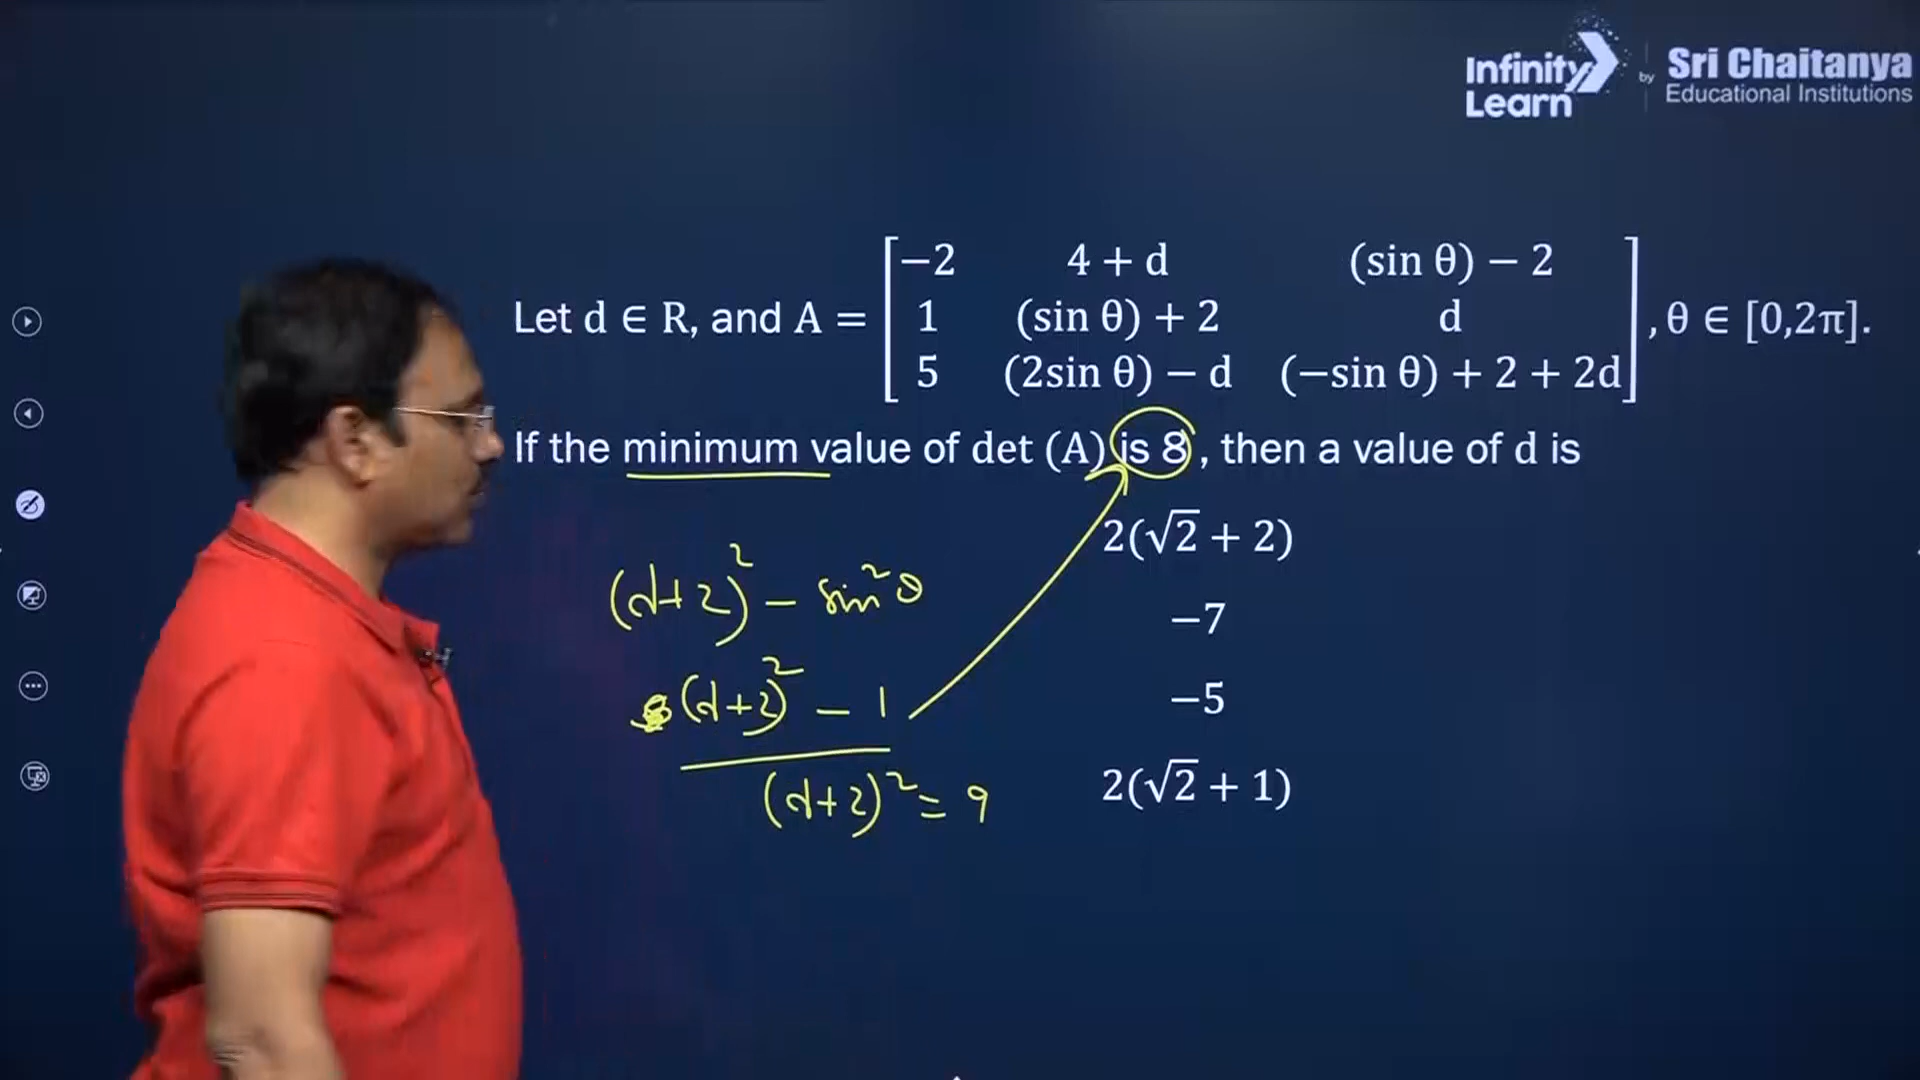 Infinity Learn by Sri Chaitanya Educational Institutions
Let d ∈ R, and A = [ −2 4 + d (sin θ) − 2
1 (sin θ) + 2 d
5 (2sin θ) − d (−sin θ) + 2 + 2d ], θ ∈ [0,2π].
If the minimum value of det (A) is 8 , then a value of d is
2(√2 + 2)
−7
−5
2(√2 + 1)
(d+2)² − sin²θ
(d+2)² − 1
(d+2)² = 9